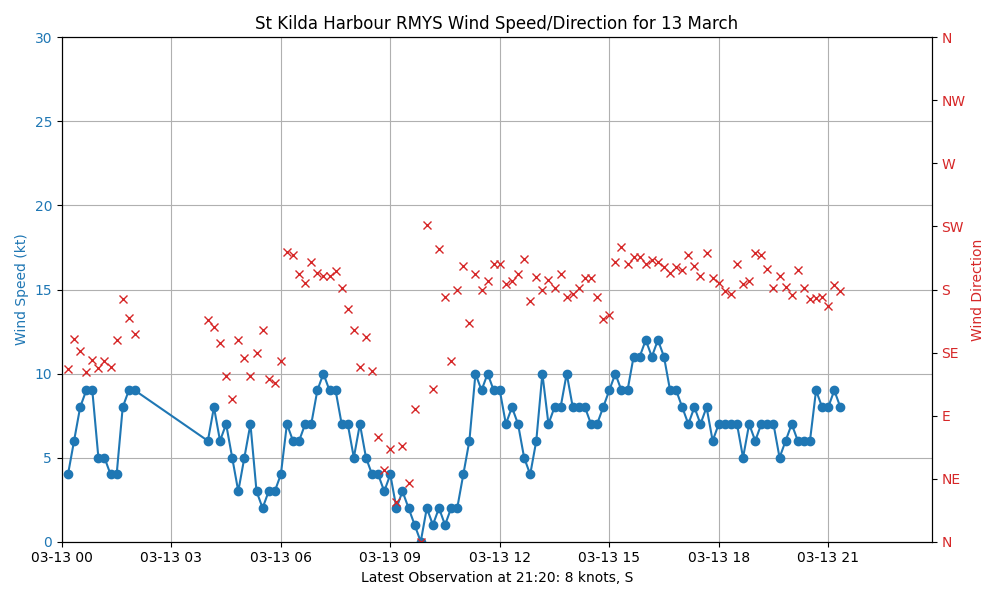 St Kilda Harbour RMYS Wind Speed/Direction for 13 March
30
25
20
15
10
5
0
Wind Speed (kt)
N
NW
W
SW
S
SE
E
NE
N
Wind Direction
03-13 00
03-13 03
03-13 06
03-13 09
03-13 12
03-13 15
03-13 18
03-13 21
Latest Observation at 21:20: 8 knots, S